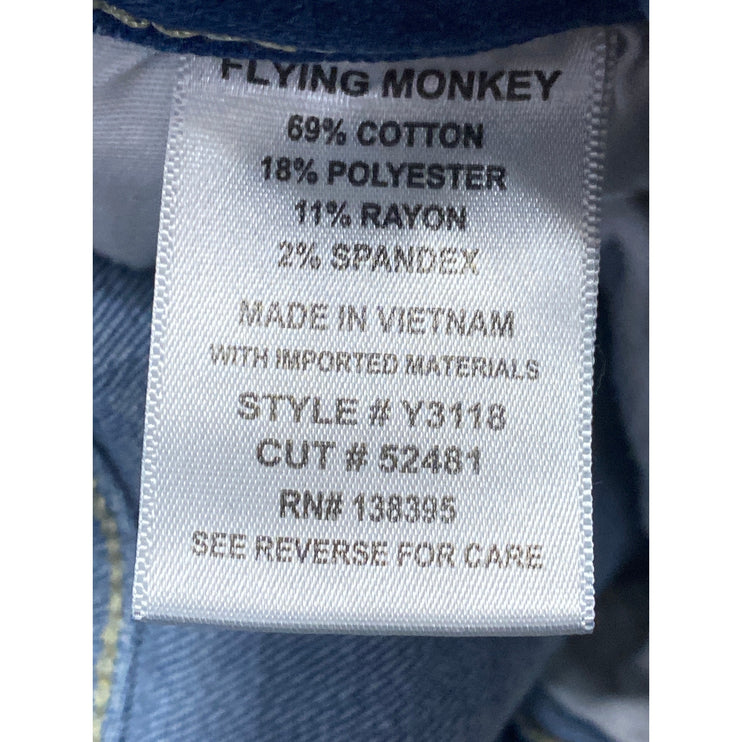 FLYING MONKEY
69% COTTON
18% POLYESTER
11% RAYON
2% SPANDEX
MADE IN VIETNAM
WITH IMPORTED MATERIALS
STYLE # Y3118
CUT # 52481
RN# 138395
SEE REVERSE FOR CARE